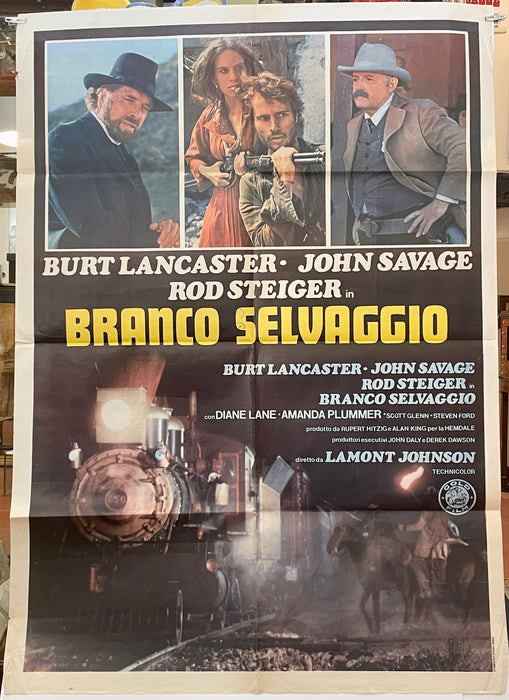 BURT LANCASTER · JOHN SAVAGE
ROD STEIGER in
BRANCO SELVAGGIO
BURT LANCASTER · JOHN SAVAGE
ROD STEIGER in
BRANCO SELVAGGIO
con DIANE LANE · AMANDA PLUMMER · SCOTT GLENN · STEVEN FORD
prodotto da RUPERT HITZIG e ALAN KING per la HEMDALE
produttori esecutivi JOHN DALY e DEREK DAWSON
diretto da LAMONT JOHNSON
TECHNICOLOR
GOLD
FILM